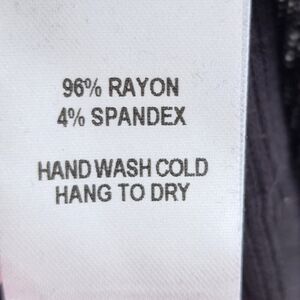 96% RAYON
4% SPANDEX
HAND WASH COLD
HANG TO DRY